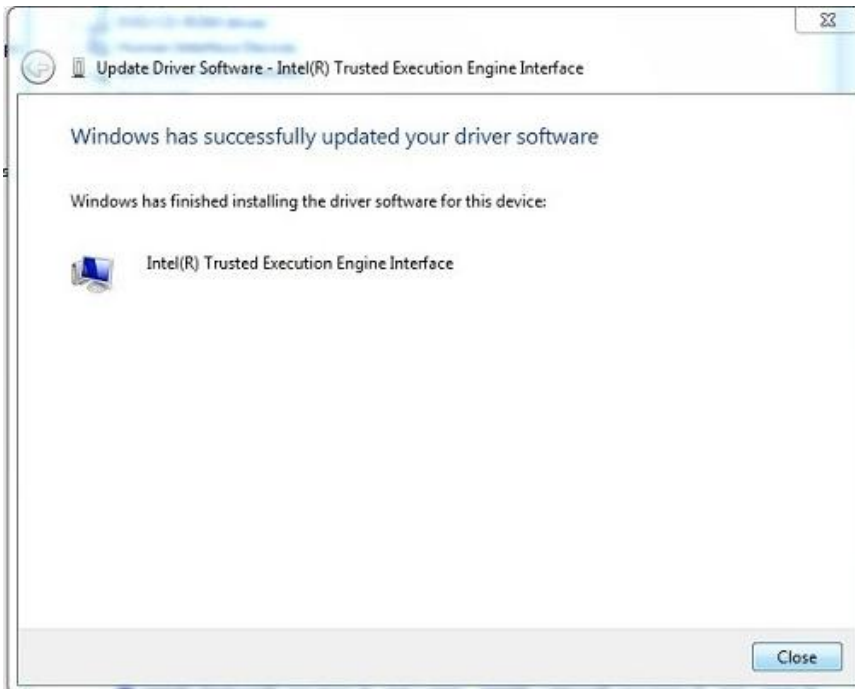 Update Driver Software - Intel(R) Trusted Execution Engine Interface
Windows has successfully updated your driver software
Windows has finished installing the driver software for this device:
Intel(R) Trusted Execution Engine Interface
Close